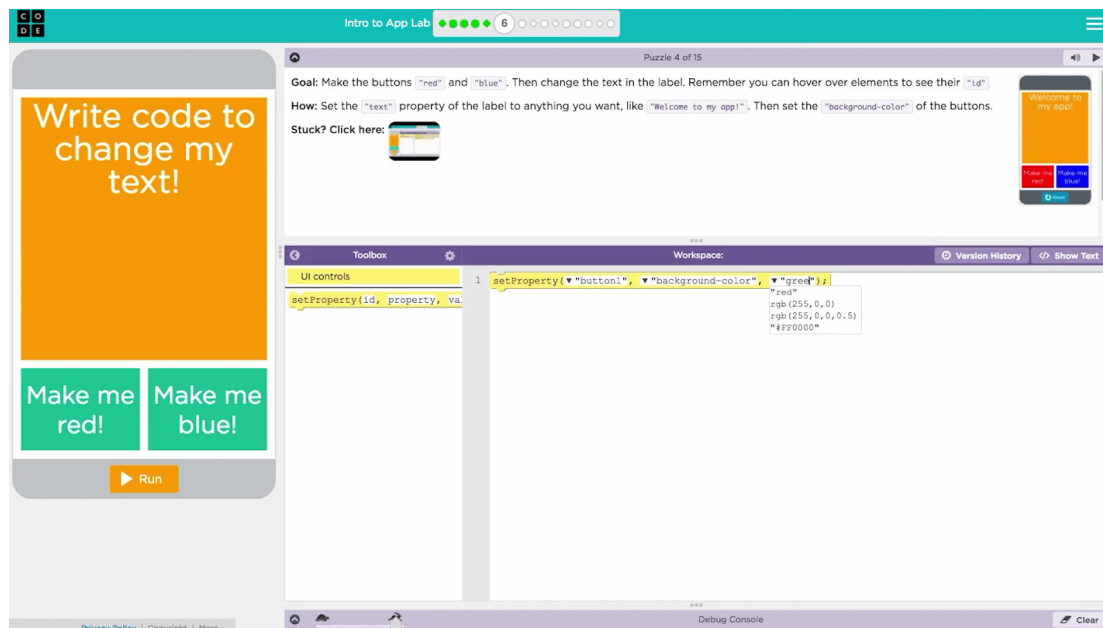 C O
D E
Intro to App Lab
6
Puzzle 4 of 15
Goal: Make the buttons "red" and "blue". Then change the text in the label. Remember you can hover over elements to see their "id"
How: Set the "text" property of the label to anything you want, like "Welcome to my app!". Then set the "background-color" of the buttons.
Stuck? Click here:
Welcome to
my app!
Make me
red!
Make me
blue!
Reset
Write code to
change my
text!
Make me
red!
Make me
blue!
Run
Toolbox
Workspace:
Version History
</> Show Text
UI controls
setProperty(id, property, va
1 setProperty(▼"button1", ▼"background-color", ▼"gree");
"red"
rgb(255,0,0)
rgb(255,0,0,0.5)
"#FF0000"
Debug Console
Clear
Privacy Policy | Copyright | More